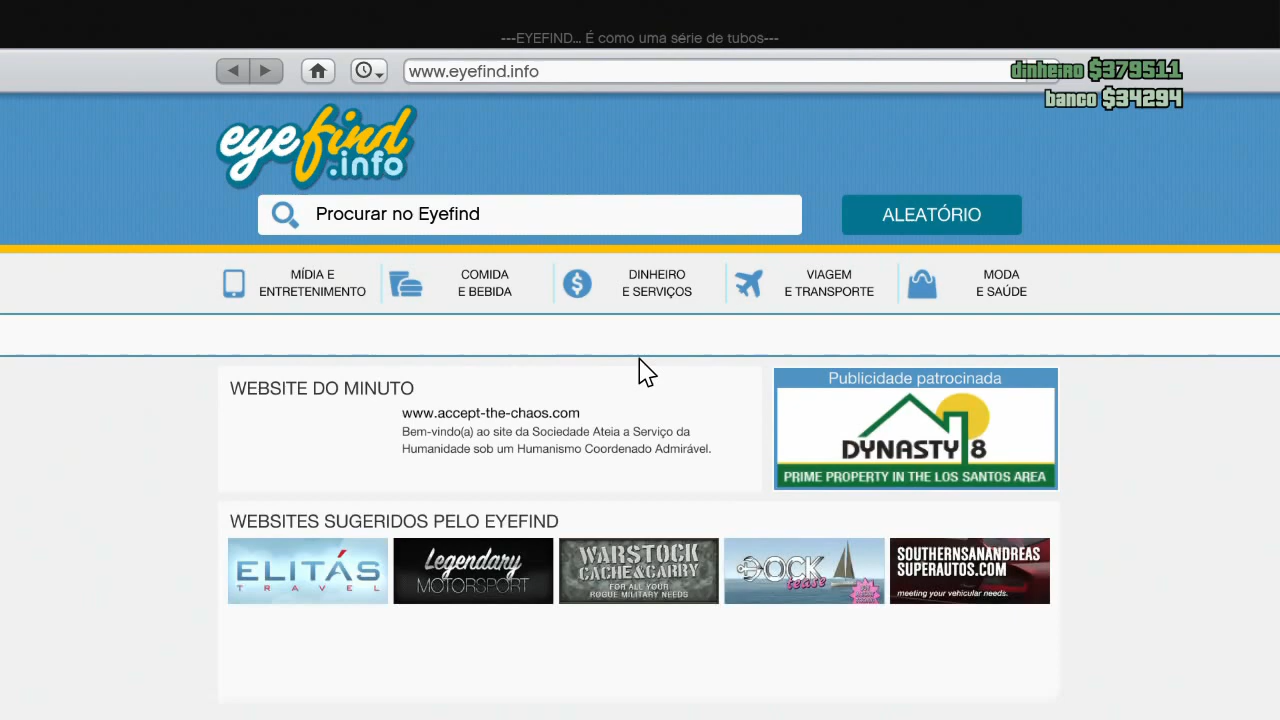 ---EYEFIND... É como uma série de tubos---
www.eyefind.info
dinheiro $379511
banco $34294
eyefind
.info
Procurar no Eyefind
ALEATÓRIO
MÍDIA E
ENTRETENIMENTO
COMIDA
E BEBIDA
DINHEIRO
E SERVIÇOS
VIAGEM
E TRANSPORTE
MODA
E SAÚDE
WEBSITE DO MINUTO
www.accept-the-chaos.com
Bem-vindo(a) ao site da Sociedade Ateia a Serviço da
Humanidade sob um Humanismo Coordenado Admirável.
Publicidade patrocinada
DYNASTY 8
PRIME PROPERTY IN THE LOS SANTOS AREA
WEBSITES SUGERIDOS PELO EYEFIND
ELITÁS
TRAVEL
Legendary
MOTORSPORT
WARSTOCK
CACHE & CARRY
FOR ALL YOUR
ROGUE MILITARY NEEDS
DOCK
tease
SOUTHERNSANANDREAS
SUPERAUTOS.COM
meeting your vehicular needs.